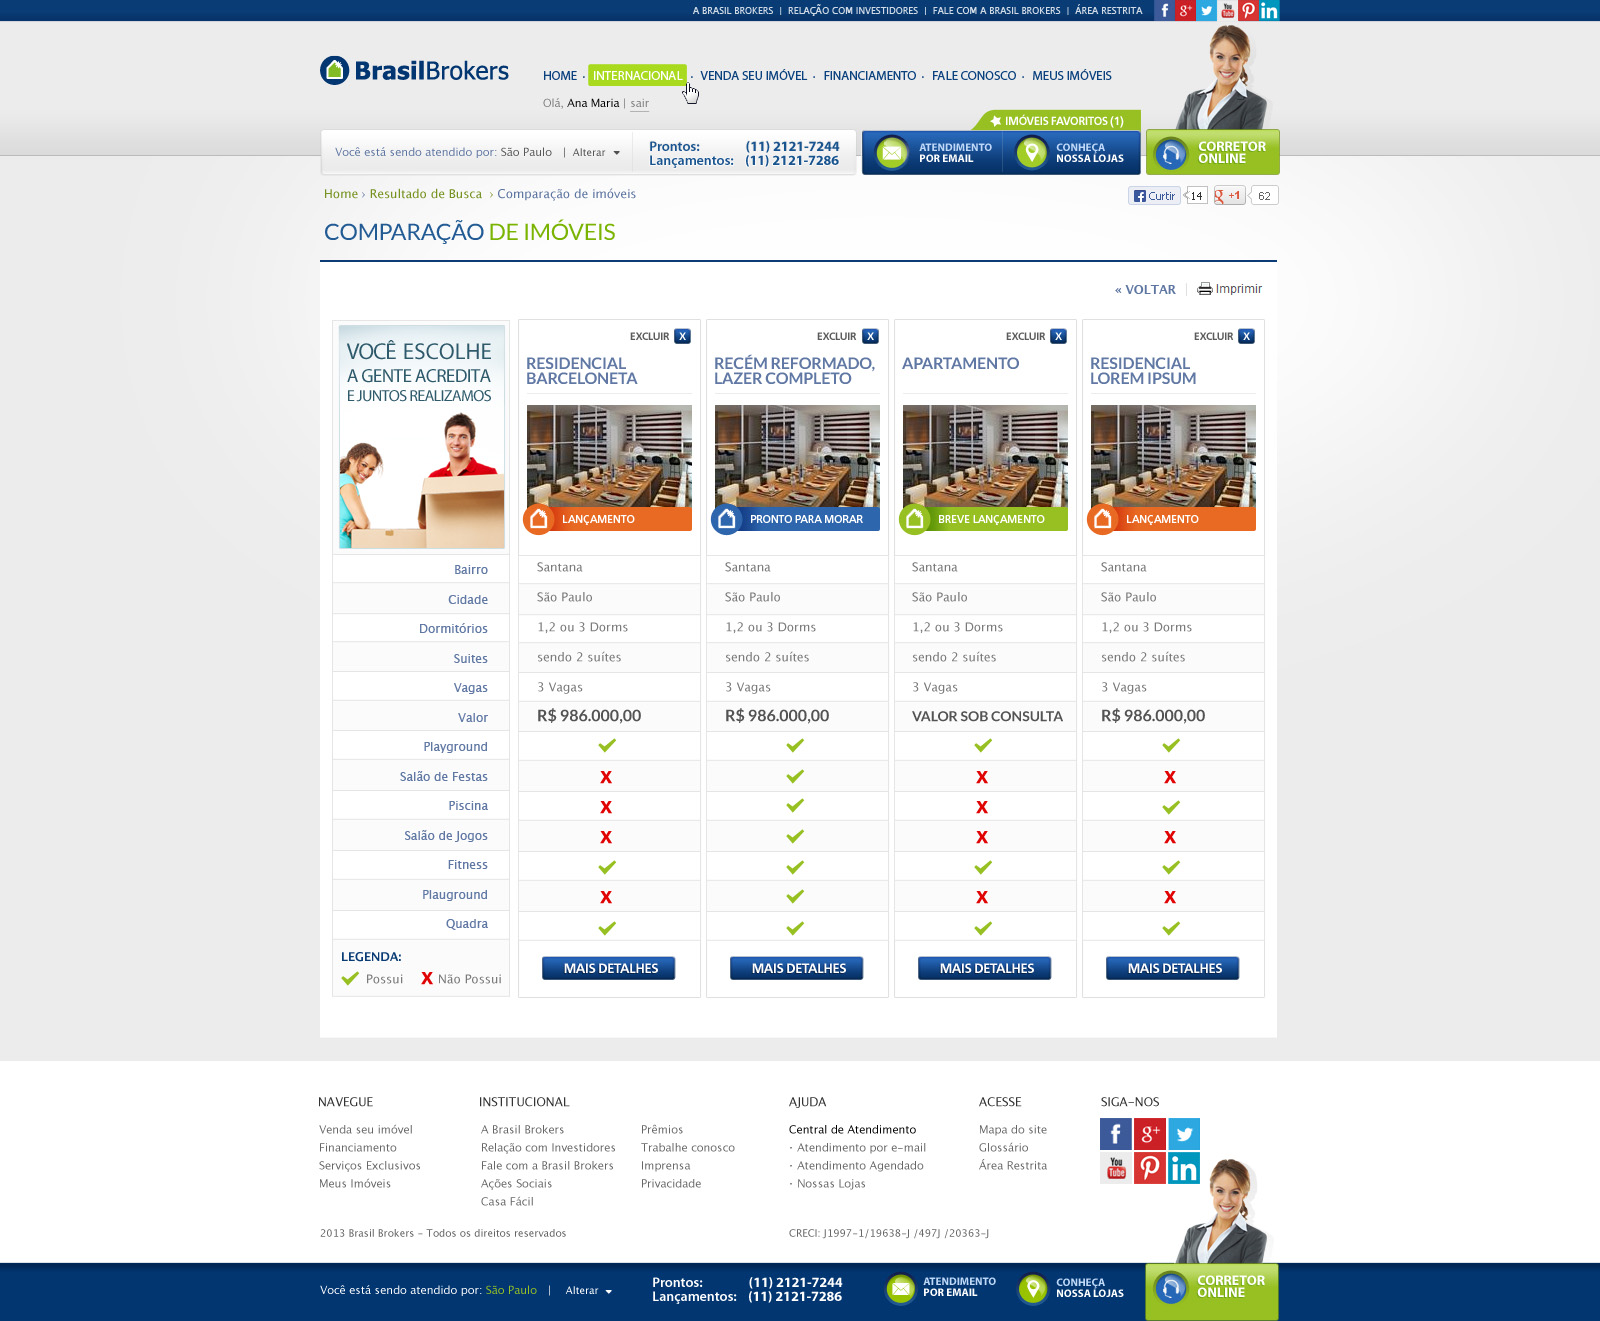 A BRASIL BROKERS | RELAÇÃO COM INVESTIDORES | FALE COM A BRASIL BROKERS | ÁREA RESTRITA
BrasilBrokers
HOME · INTERNACIONAL · VENDA SEU IMÓVEL · FINANCIAMENTO · FALE CONOSCO · MEUS IMÓVEIS
Olá, Ana Maria | sair
IMÓVEIS FAVORITOS (1)
Você está sendo atendido por: São Paulo | Alterar
Prontos: (11) 2121-7244
Lançamentos: (11) 2121-7286
ATENDIMENTO
POR EMAIL
CONHEÇA
NOSSA LOJAS
CORRETOR
ONLINE
Home › Resultado de Busca › Comparação de imóveis
Curtir 14 +1 62
COMPARAÇÃO DE IMÓVEIS
« VOLTAR | Imprimir
VOCÊ ESCOLHE
A GENTE ACREDITA
E JUNTOS REALIZAMOS
EXCLUIR X EXCLUIR X EXCLUIR X EXCLUIR X
RESIDENCIAL
BARCELONETA
RECÉM REFORMADO,
LAZER COMPLETO
APARTAMENTO
RESIDENCIAL
LOREM IPSUM
LANÇAMENTO PRONTO PARA MORAR BREVE LANÇAMENTO LANÇAMENTO
Bairro Santana Santana Santana Santana
Cidade São Paulo São Paulo São Paulo São Paulo
Dormitórios 1,2 ou 3 Dorms 1,2 ou 3 Dorms 1,2 ou 3 Dorms 1,2 ou 3 Dorms
Suites sendo 2 suítes sendo 2 suítes sendo 2 suítes sendo 2 suítes
Vagas 3 Vagas 3 Vagas 3 Vagas 3 Vagas
Valor R$ 986.000,00 R$ 986.000,00 VALOR SOB CONSULTA R$ 986.000,00
Playground
Salão de Festas X X X
Piscina X X
Salão de Jogos X X X
Fitness
Plauground X X X
Quadra
LEGENDA:
Possui X Não Possui
MAIS DETALHES MAIS DETALHES MAIS DETALHES MAIS DETALHES
NAVEGUE
Venda seu imóvel
Financiamento
Serviços Exclusivos
Meus Imóveis
INSTITUCIONAL
A Brasil Brokers
Relação com Investidores
Fale com a Brasil Brokers
Ações Sociais
Casa Fácil
Prêmios
Trabalhe conosco
Imprensa
Privacidade
AJUDA
Central de Atendimento
· Atendimento por e-mail
· Atendimento Agendado
· Nossas Lojas
ACESSE
Mapa do site
Glossário
Área Restrita
SIGA-NOS
You
Tube
2013 Brasil Brokers - Todos os direitos reservados
CRECI: J1997-1/19638-J /497J /20363-J
Você está sendo atendido por: São Paulo | Alterar
Prontos: (11) 2121-7244
Lançamentos: (11) 2121-7286
ATENDIMENTO
POR EMAIL
CONHEÇA
NOSSA LOJAS
CORRETOR
ONLINE